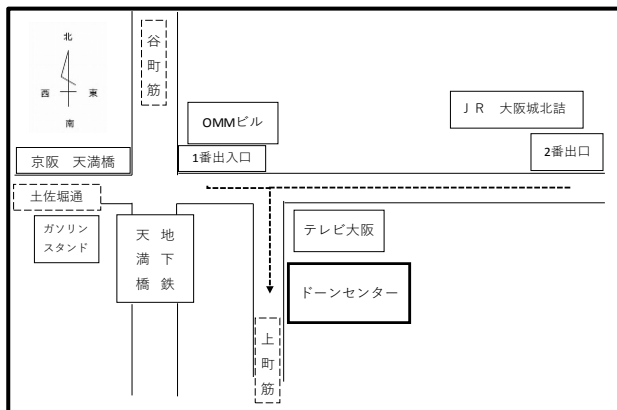 北
西 東
南
谷町筋
OMMビル
JR 大阪城北詰
1番出入口
2番出口
京阪 天満橋
土佐堀通
ガソリン
スタンド
地下鉄
天満橋
テレビ大阪
ドーンセンター
上町筋